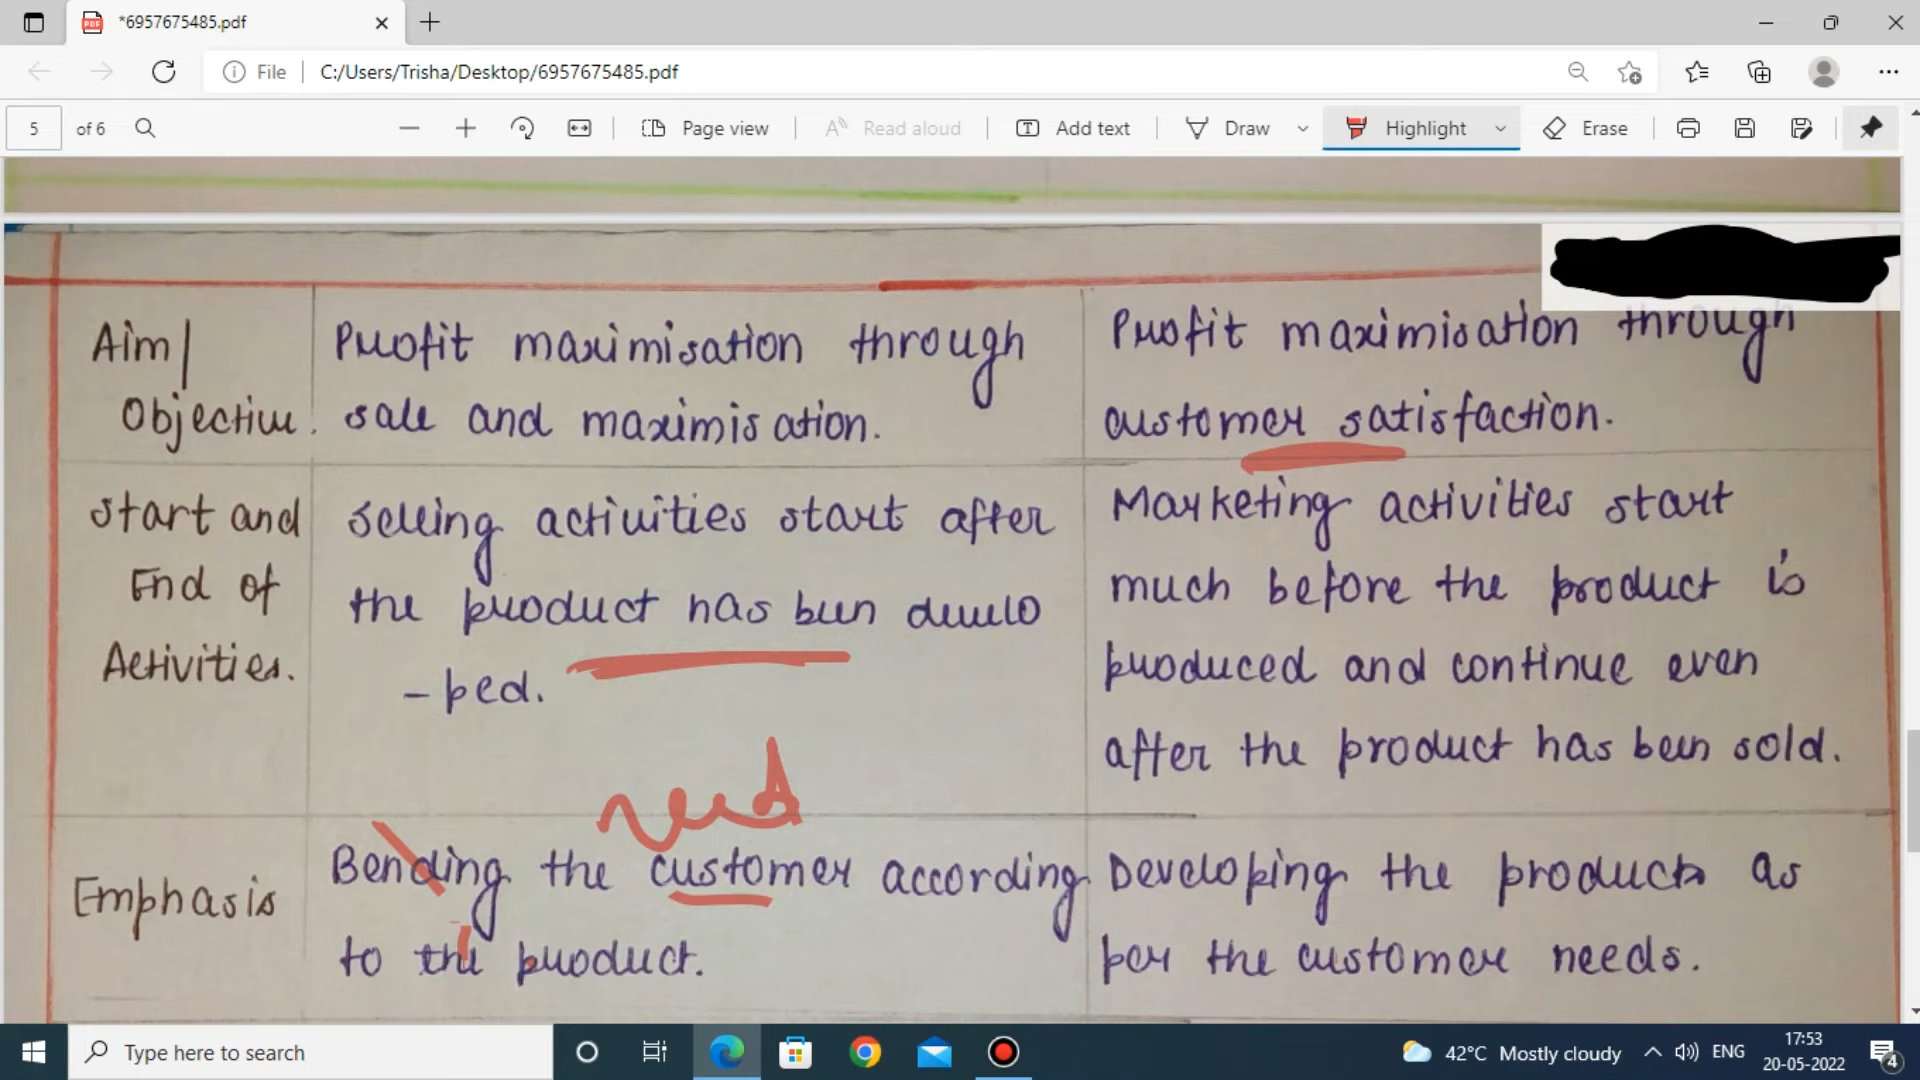 *6957675485.pdf
File
C:/Users/Trisha/Desktop/6957675485.pdf
5 of 6
Page view
Read aloud
Add text
Draw
Highlight
Erase
Aim/
Objective.
Profit maximisation through
sale and maximisation.
Profit maximisation through
customer satisfaction.
Start and
End of
Activities.
Selling activities start after
the product has been develo
-ped.
Marketing activities start
much before the product is
produced and continue even
after the product has been sold.
need
Emphasis
Bending the customer according
to the product.
Developing the products as
per the customer needs.
Type here to search
42°C Mostly cloudy
ENG
17:53
20-05-2022
4